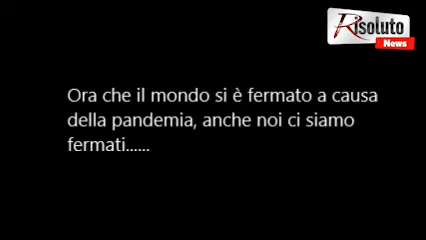 Risoluto
News
Ora che il mondo si è fermato a causa
della pandemia, anche noi ci siamo
fermati......